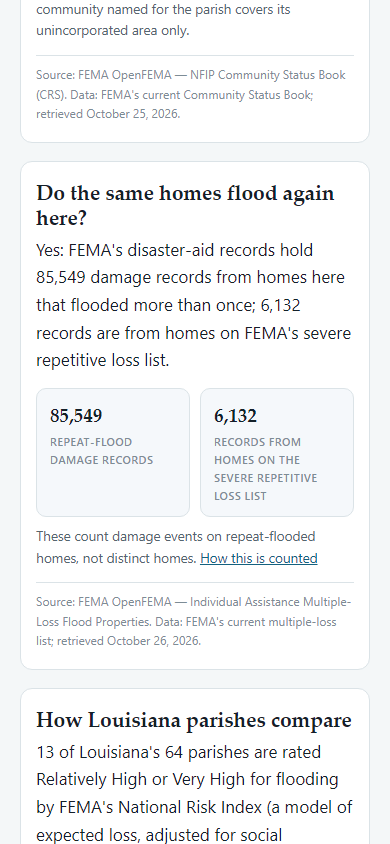 community named for the parish covers its
unincorporated area only.
Source: FEMA OpenFEMA — NFIP Community Status Book
(CRS). Data: FEMA's current Community Status Book;
retrieved October 25, 2026.
Do the same homes flood again
here?
Yes: FEMA's disaster-aid records hold
85,549 damage records from homes here
that flooded more than once; 6,132
records are from homes on FEMA's severe
repetitive loss list.
85,549
REPEAT-FLOOD
DAMAGE RECORDS
6,132
RECORDS FROM
HOMES ON THE
SEVERE REPETITIVE
LOSS LIST
These count damage events on repeat-flooded
homes, not distinct homes. How this is counted
Source: FEMA OpenFEMA — Individual Assistance Multiple-
Loss Flood Properties. Data: FEMA's current multiple-loss
list; retrieved October 26, 2026.
How Louisiana parishes compare
13 of Louisiana's 64 parishes are rated
Relatively High or Very High for flooding
by FEMA's National Risk Index (a model of
expected loss, adjusted for social